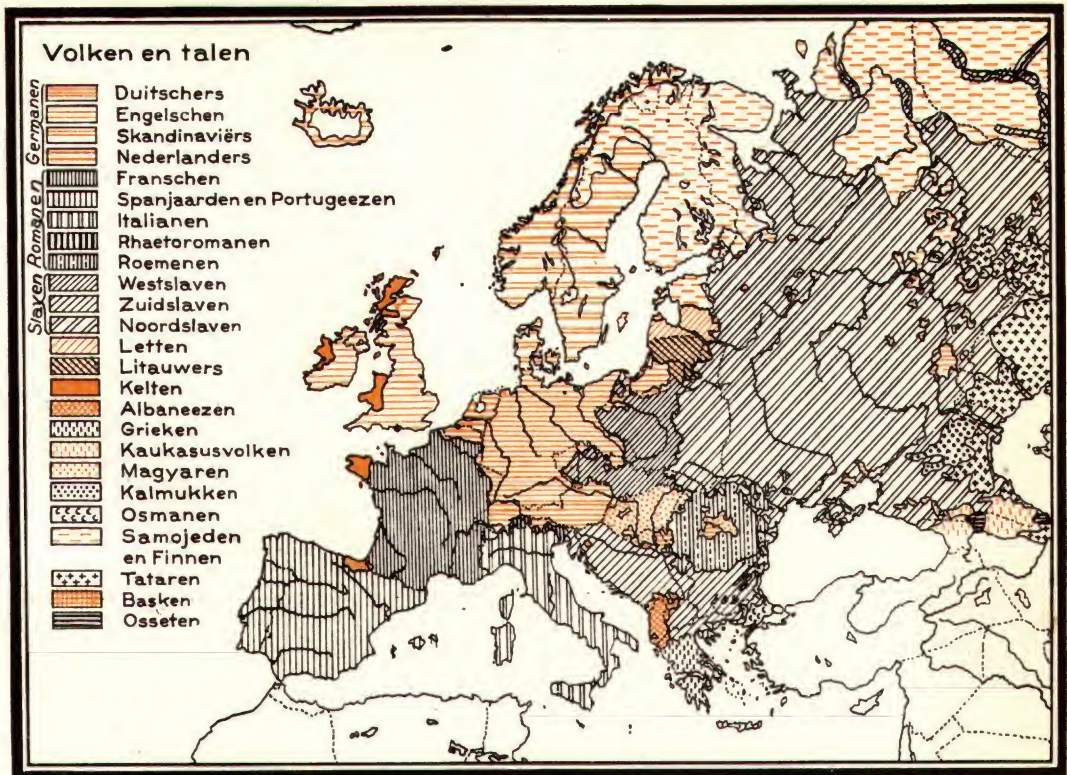 Volken en talen
Germanen
Duitschers
Engelschen
Skandinaviërs
Nederlanders
Romanen
Franschen
Spanjaarden en Portugeezen
Italianen
Rhaetoromanen
Roemenen
Slaven
Westslaven
Zuidslaven
Noordslaven
Letten
Litauwers
Kelten
Albaneezen
Grieken
Kaukasusvolken
Magyaren
Kalmukken
Osmanen
Samojeden
en Finnen
Tataren
Basken
Osseten